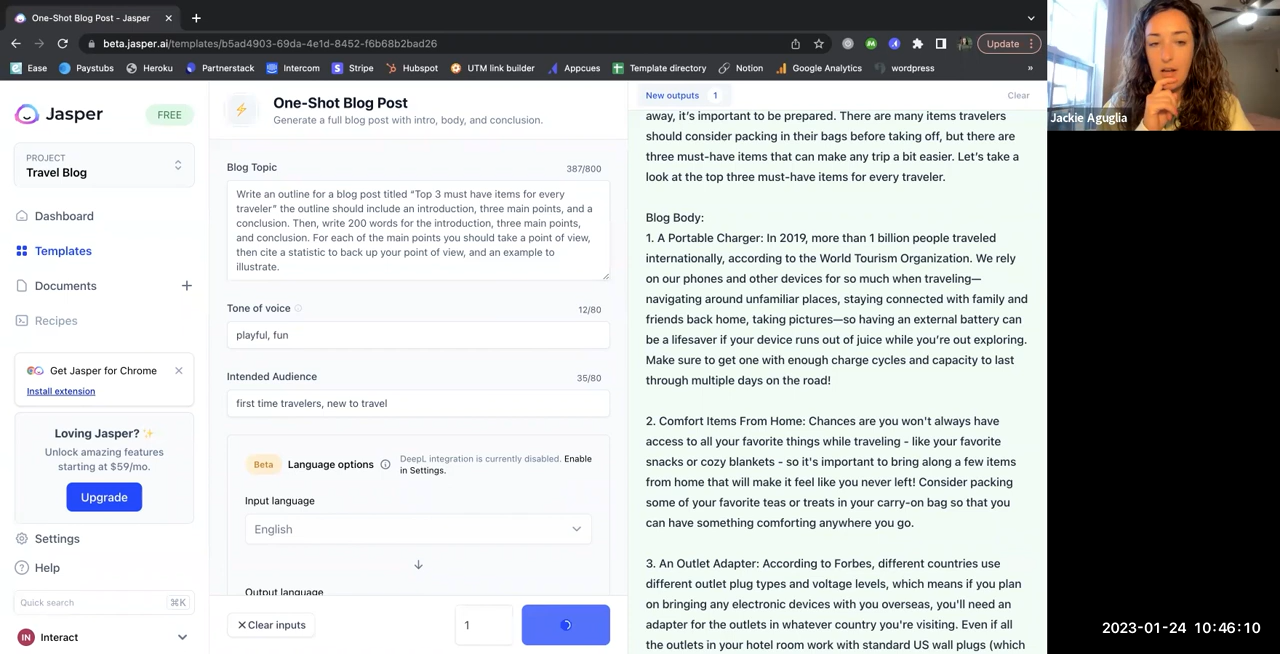 One-Shot Blog Post - Jasper
beta.jasper.ai/templates/b5ad4903-69da-4e1d-8452-f6b68b2bad26
Update
Ease
Paystubs
Heroku
Partnerstack
Intercom
Stripe
Hubspot
UTM link builder
Appcues
Template directory
Notion
Google Analytics
wordpress
»
Jasper
FREE
PROJECT
Travel Blog
Dashboard
Templates
Documents
Recipes
Get Jasper for Chrome
Install extension
Loving Jasper? ✨
Unlock amazing features
starting at $59/mo.
Upgrade
Settings
Help
Quick search
⌘K
IN
Interact
One-Shot Blog Post
Generate a full blog post with intro, body, and conclusion.
Blog Topic
387/800
Write an outline for a blog post titled “Top 3 must have items for every
traveler” the outline should include an introduction, three main points, and a
conclusion. Then, write 200 words for the introduction, three main points,
and conclusion. For each of the main points you should take a point of view,
then cite a statistic to back up your point of view, and an example to
illustrate.
Tone of voice
12/80
playful, fun
Intended Audience
35/80
first time travelers, new to travel
Beta
Language options
DeepL integration is currently disabled. Enable
in Settings.
Input language
English
Output language
Clear inputs
1
New outputs
1
Clear
away, it’s important to be prepared. There are many items travelers
should consider packing in their bags before taking off, but there are
three must-have items that can make any trip a bit easier. Let’s take a
look at the top three must-have items for every traveler.
Blog Body:
1. A Portable Charger: In 2019, more than 1 billion people traveled
internationally, according to the World Tourism Organization. We rely
on our phones and other devices for so much when traveling—
navigating around unfamiliar places, staying connected with family and
friends back home, taking pictures—so having an external battery can
be a lifesaver if your device runs out of juice while you’re out exploring.
Make sure to get one with enough charge cycles and capacity to last
through multiple days on the road!
2. Comfort Items From Home: Chances are you won't always have
access to all your favorite things while traveling - like your favorite
snacks or cozy blankets - so it's important to bring along a few items
from home that will make it feel like you never left! Consider packing
some of your favorite teas or treats in your carry-on bag so that you
can have something comforting anywhere you go.
3. An Outlet Adapter: According to Forbes, different countries use
different outlet plug types and voltage levels, which means if you plan
on bringing any electronic devices with you overseas, you'll need an
adapter for the outlets in whatever country you're visiting. Even if all
the outlets in your hotel room work with standard US wall plugs (which
Jackie Aguglia
2023-01-24 10:46:10